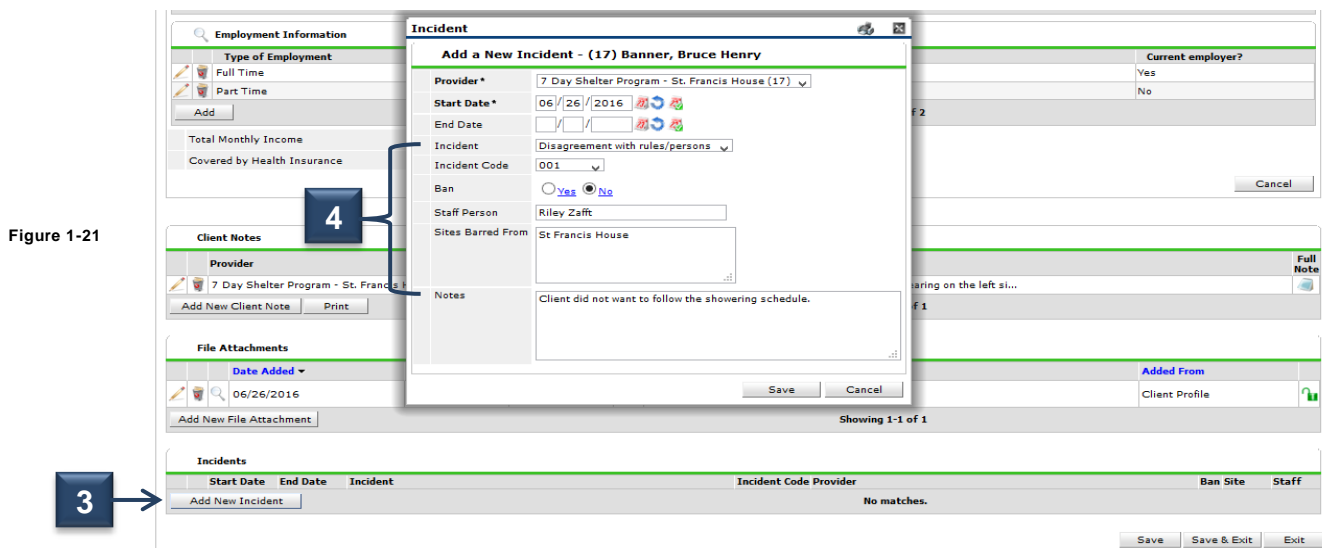 Figure 1-21
Employment Information
Type of Employment
Current employer?
Full Time
Yes
Part Time
No
Add
f 2
Total Monthly Income
Covered by Health Insurance
Cancel
Incident
Add a New Incident - (17) Banner, Bruce Henry
Provider* 7 Day Shelter Program - St. Francis House (17)
Start Date* 06 / 26 / 2016
End Date / /
Incident Disagreement with rules/persons
Incident Code 001
Ban Yes No
Staff Person Riley Zafft
Sites Barred From St Francis House
Notes Client did not want to follow the showering schedule.
Save Cancel
4
Client Notes
Provider
Full
Note
7 Day Shelter Program - St. Francis H
aring on the left si...
Add New Client Note Print
f 1
File Attachments
Date Added
Added From
06/26/2016
Client Profile
Add New File Attachment
Showing 1-1 of 1
Incidents
Start Date End Date Incident Incident Code Provider Ban Site Staff
3
Add New Incident
No matches.
Save Save & Exit Exit